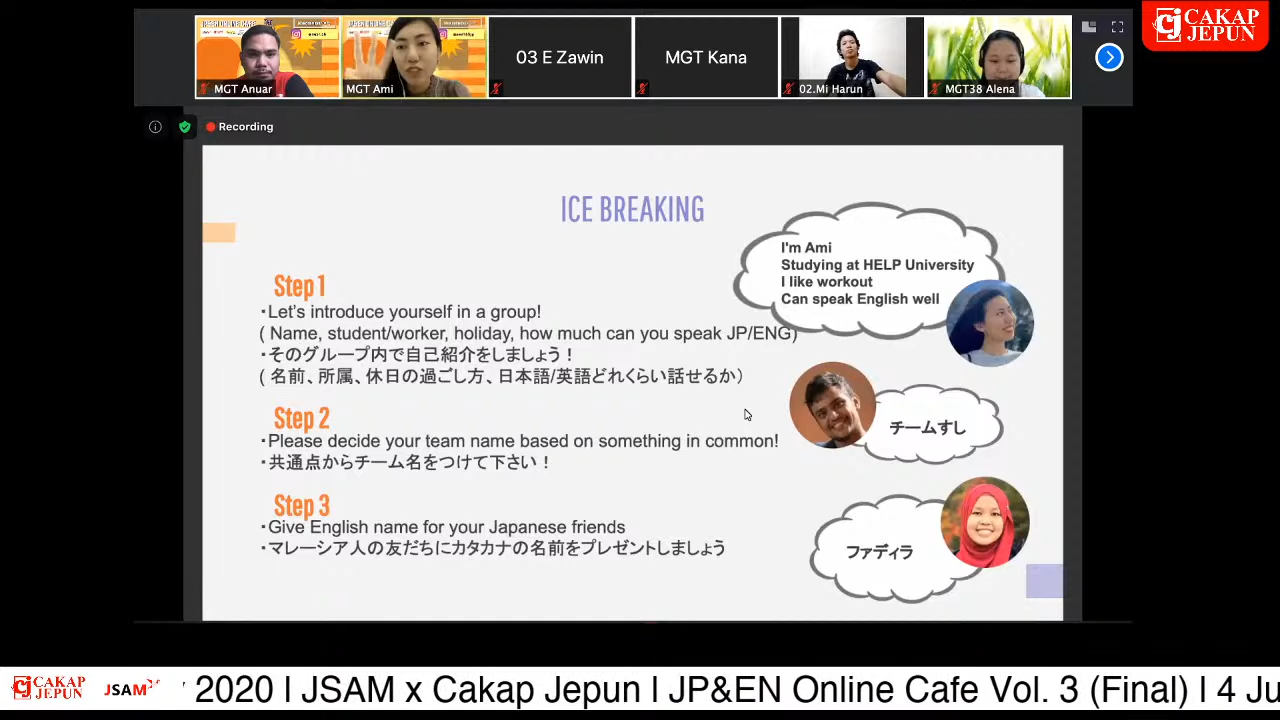 CAKAP
JEPUN
03 E Zawin
MGT Kana
MGT Anuar
MGT Ami
02.Mi Harun
MGT38 Alena
Recording
ICE BREAKING
I'm Ami
Studying at HELP University
I like workout
Can speak English well
Step 1
・Let's introduce yourself in a group!
( Name, student/worker, holiday, how much can you speak JP/ENG)
・そのグループ内で自己紹介をしましょう！
( 名前、所属、休日の過ごし方、日本語/英語どれくらい話せるか）
Step 2
・Please decide your team name based on something in common!
・共通点からチーム名をつけて下さい！
チームすし
Step 3
・Give English name for your Japanese friends
・マレーシア人の友だちにカタカナの名前をプレゼントしましょう
ファディラ
CAKAP
JEPUN
JSAM
2020 l JSAM x Cakap Jepun l JP&EN Online Cafe Vol. 3 (Final) l 4 Ju